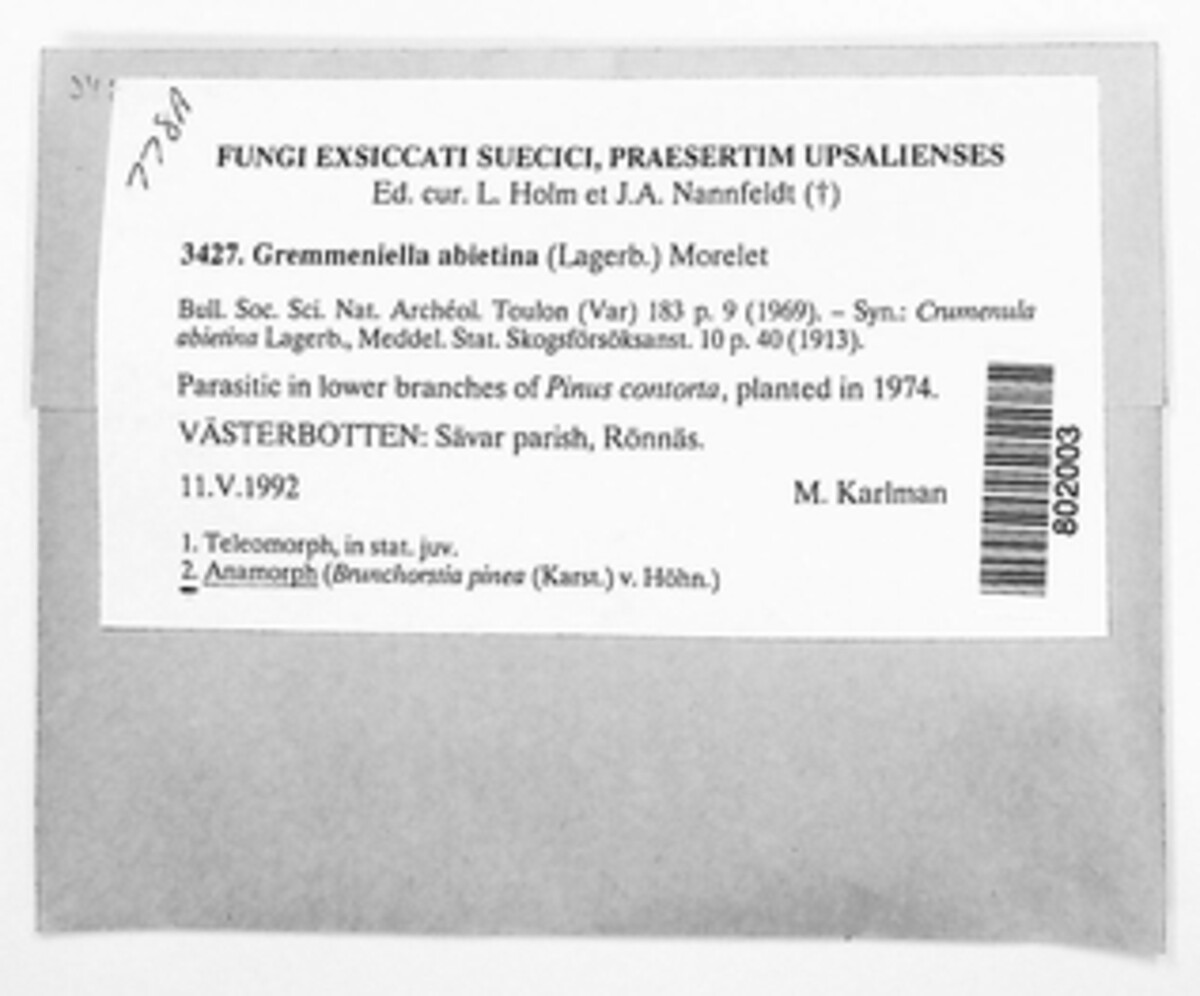 778A
FUNGI EXSICCATI SUECICI, PRAESERTIM UPSALIENSES
Ed. cur. L. Holm et J.A. Nannfeldt (†)
3427. Gremmeniella abietina (Lagerb.) Morelet
Bull. Soc. Sci. Nat. Archéol. Toulon (Var) 183 p. 9 (1969). – Syn.: Crumenula
abietina Lagerb., Meddel. Stat. Skogsförsöksanst. 10 p. 40 (1913).
Parasitic in lower branches of Pinus contorta, planted in 1974.
VÄSTERBOTTEN: Sävar parish, Rönnäs.
11.V.1992
M. Karlman
1. Teleomorph, in stat. juv.
2. Anamorph (Brunchorstia pinea (Karst.) v. Höhn.)
802003